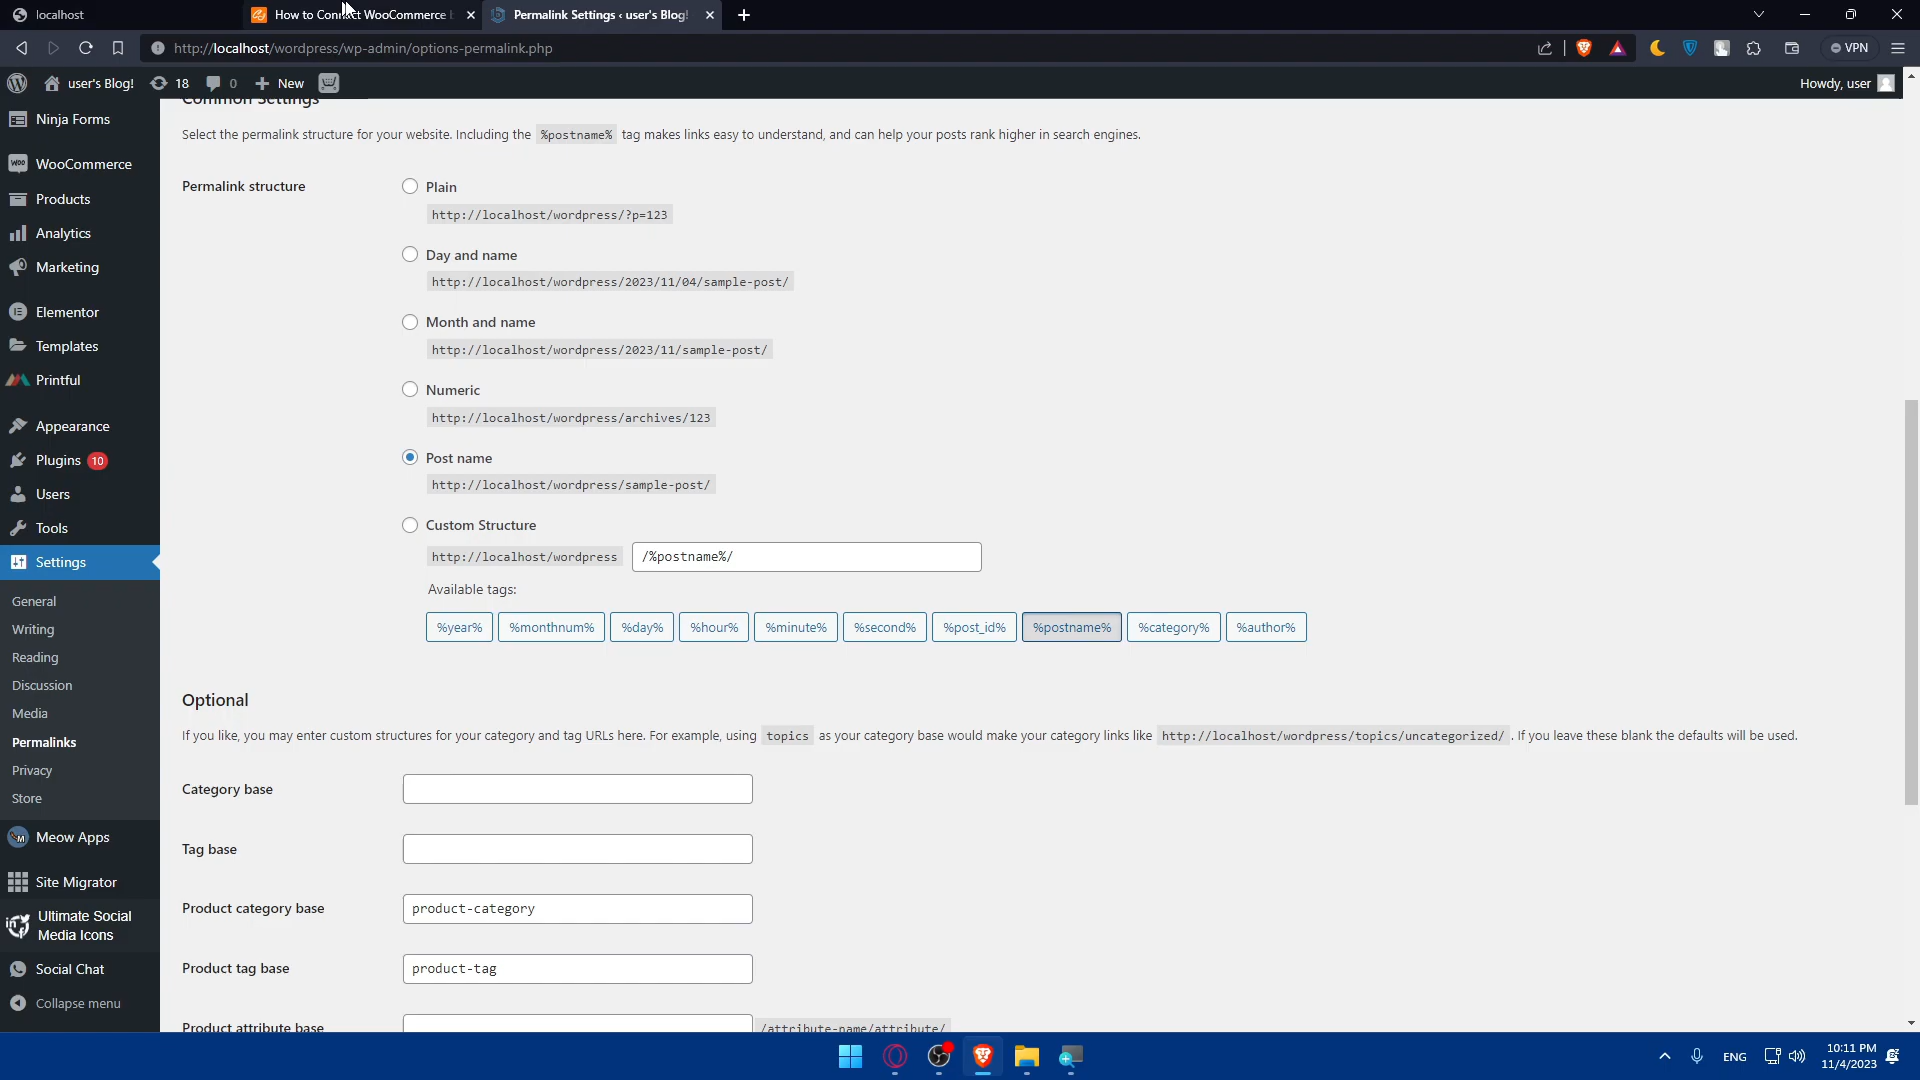 localhost
How to Connect WooCommerce
Permalink Settings ‹ user's Blog!
http://localhost/wordpress/wp-admin/options-permalink.php
VPN
user's Blog!
18
0
New
Howdy, user
Ninja Forms
WooCommerce
Products
Analytics
Marketing
Elementor
Templates
Printful
Appearance
Plugins 10
Users
Tools
Settings
General
Writing
Reading
Discussion
Media
Permalinks
Privacy
Store
Meow Apps
Site Migrator
Ultimate Social
Media Icons
Social Chat
Collapse menu
Common Settings
Select the permalink structure for your website. Including the %postname% tag makes links easy to understand, and can help your posts rank higher in search engines.
Permalink structure
Plain
http://localhost/wordpress/?p=123
Day and name
http://localhost/wordpress/2023/11/04/sample-post/
Month and name
http://localhost/wordpress/2023/11/sample-post/
Numeric
http://localhost/wordpress/archives/123
Post name
http://localhost/wordpress/sample-post/
Custom Structure
http://localhost/wordpress /%postname%/
Available tags:
%year% %monthnum% %day% %hour% %minute% %second% %post_id% %postname% %category% %author%
Optional
If you like, you may enter custom structures for your category and tag URLs here. For example, using topics as your category base would make your category links like http://localhost/wordpress/topics/uncategorized/ . If you leave these blank the defaults will be used.
Category base
Tag base
Product category base product-category
Product tag base product-tag
Product attribute base /attribute-name/attribute/
ENG
10:11 PM
11/4/2023